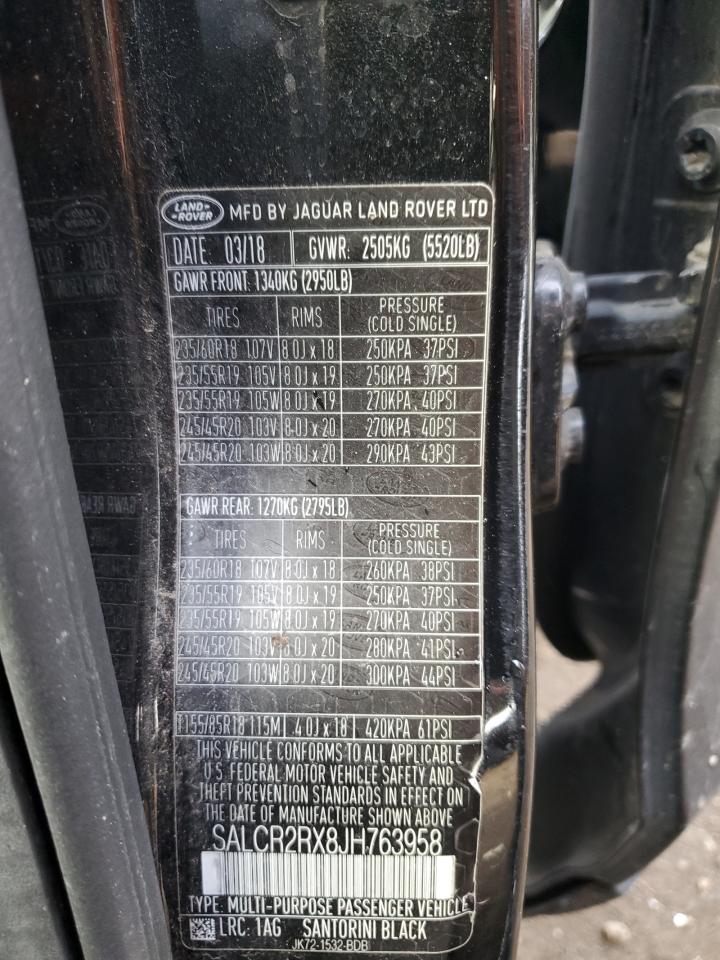 LAND ROVER MFD BY JAGUAR LAND ROVER LTD
DATE: 03/18 GVWR: 2505KG (5520LB)
GAWR FRONT: 1340KG (2950LB)
TIRES RIMS PRESSURE (COLD SINGLE)
235/60R18 107V 8.0J x 18 250KPA 37PSI
235/55R19 105V 8.0J x 19 250KPA 37PSI
235/55R19 105W 8.0J x 19 270KPA 40PSI
245/45R20 103V 8.0J x 20 270KPA 40PSI
245/45R20 103W 8.0J x 20 290KPA 43PSI
GAWR REAR: 1270KG (2795LB)
TIRES RIMS PRESSURE (COLD SINGLE)
235/60R18 107V 8.0J x 18 260KPA 38PSI
235/55R19 105V 8.0J x 19 250KPA 37PSI
235/55R19 105W 8.0J x 19 270KPA 40PSI
245/45R20 103W 8.0J x 20 280KPA 41PSI
245/45R20 103W 8.0J x 20 300KPA 44PSI
T155/85R18 115M 4.0J x 18 420KPA 61PSI
THIS VEHICLE CONFORMS TO ALL APPLICABLE
U.S. FEDERAL MOTOR VEHICLE SAFETY AND
THEFT PREVENTION STANDARDS IN EFFECT ON
THE DATE OF MANUFACTURE SHOWN ABOVE
SALCR2RX8JH763958
TYPE: MULTI-PURPOSE PASSENGER VEHICLE
LRC: 1AG SANTORINI BLACK
JK72-1532-BDB